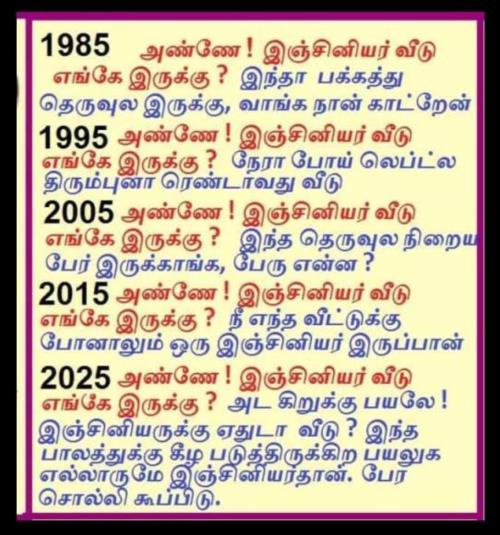 1985 அண்ணே! இஞ்சினியர் வீடு
எங்கே இருக்கு? இந்தா பக்கத்து
தெருவுல இருக்கு, வாங்க நான் காட்றேன்
1995 அண்ணே! இஞ்சினியர் வீடு
எங்கே இருக்கு? நேரா போய் லெப்ட்ல
திரும்புனா ரெண்டாவது வீடு
2005 அண்ணே! இஞ்சினியர் வீடு
எங்கே இருக்கு? இந்த தெருவுல நிறைய
பேர் இருக்காங்க, பேரு என்ன?
2015 அண்ணே! இஞ்சினியர் வீடு
எங்கே இருக்கு? நீ எந்த வீட்டுக்கு
போனாலும் ஒரு இஞ்சினியர் இருப்பான்
2025 அண்ணே! இஞ்சினியர் வீடு
எங்கே இருக்கு? அட கிறுக்கு பயலே!
இஞ்சினியருக்கு ஏதுடா வீடு? இந்த
பாலத்துக்கு கீழ படுத்திருக்கிற பயலுக
எல்லாருமே இஞ்சினியர்தான். பேர
சொல்லி கூப்பிடு.